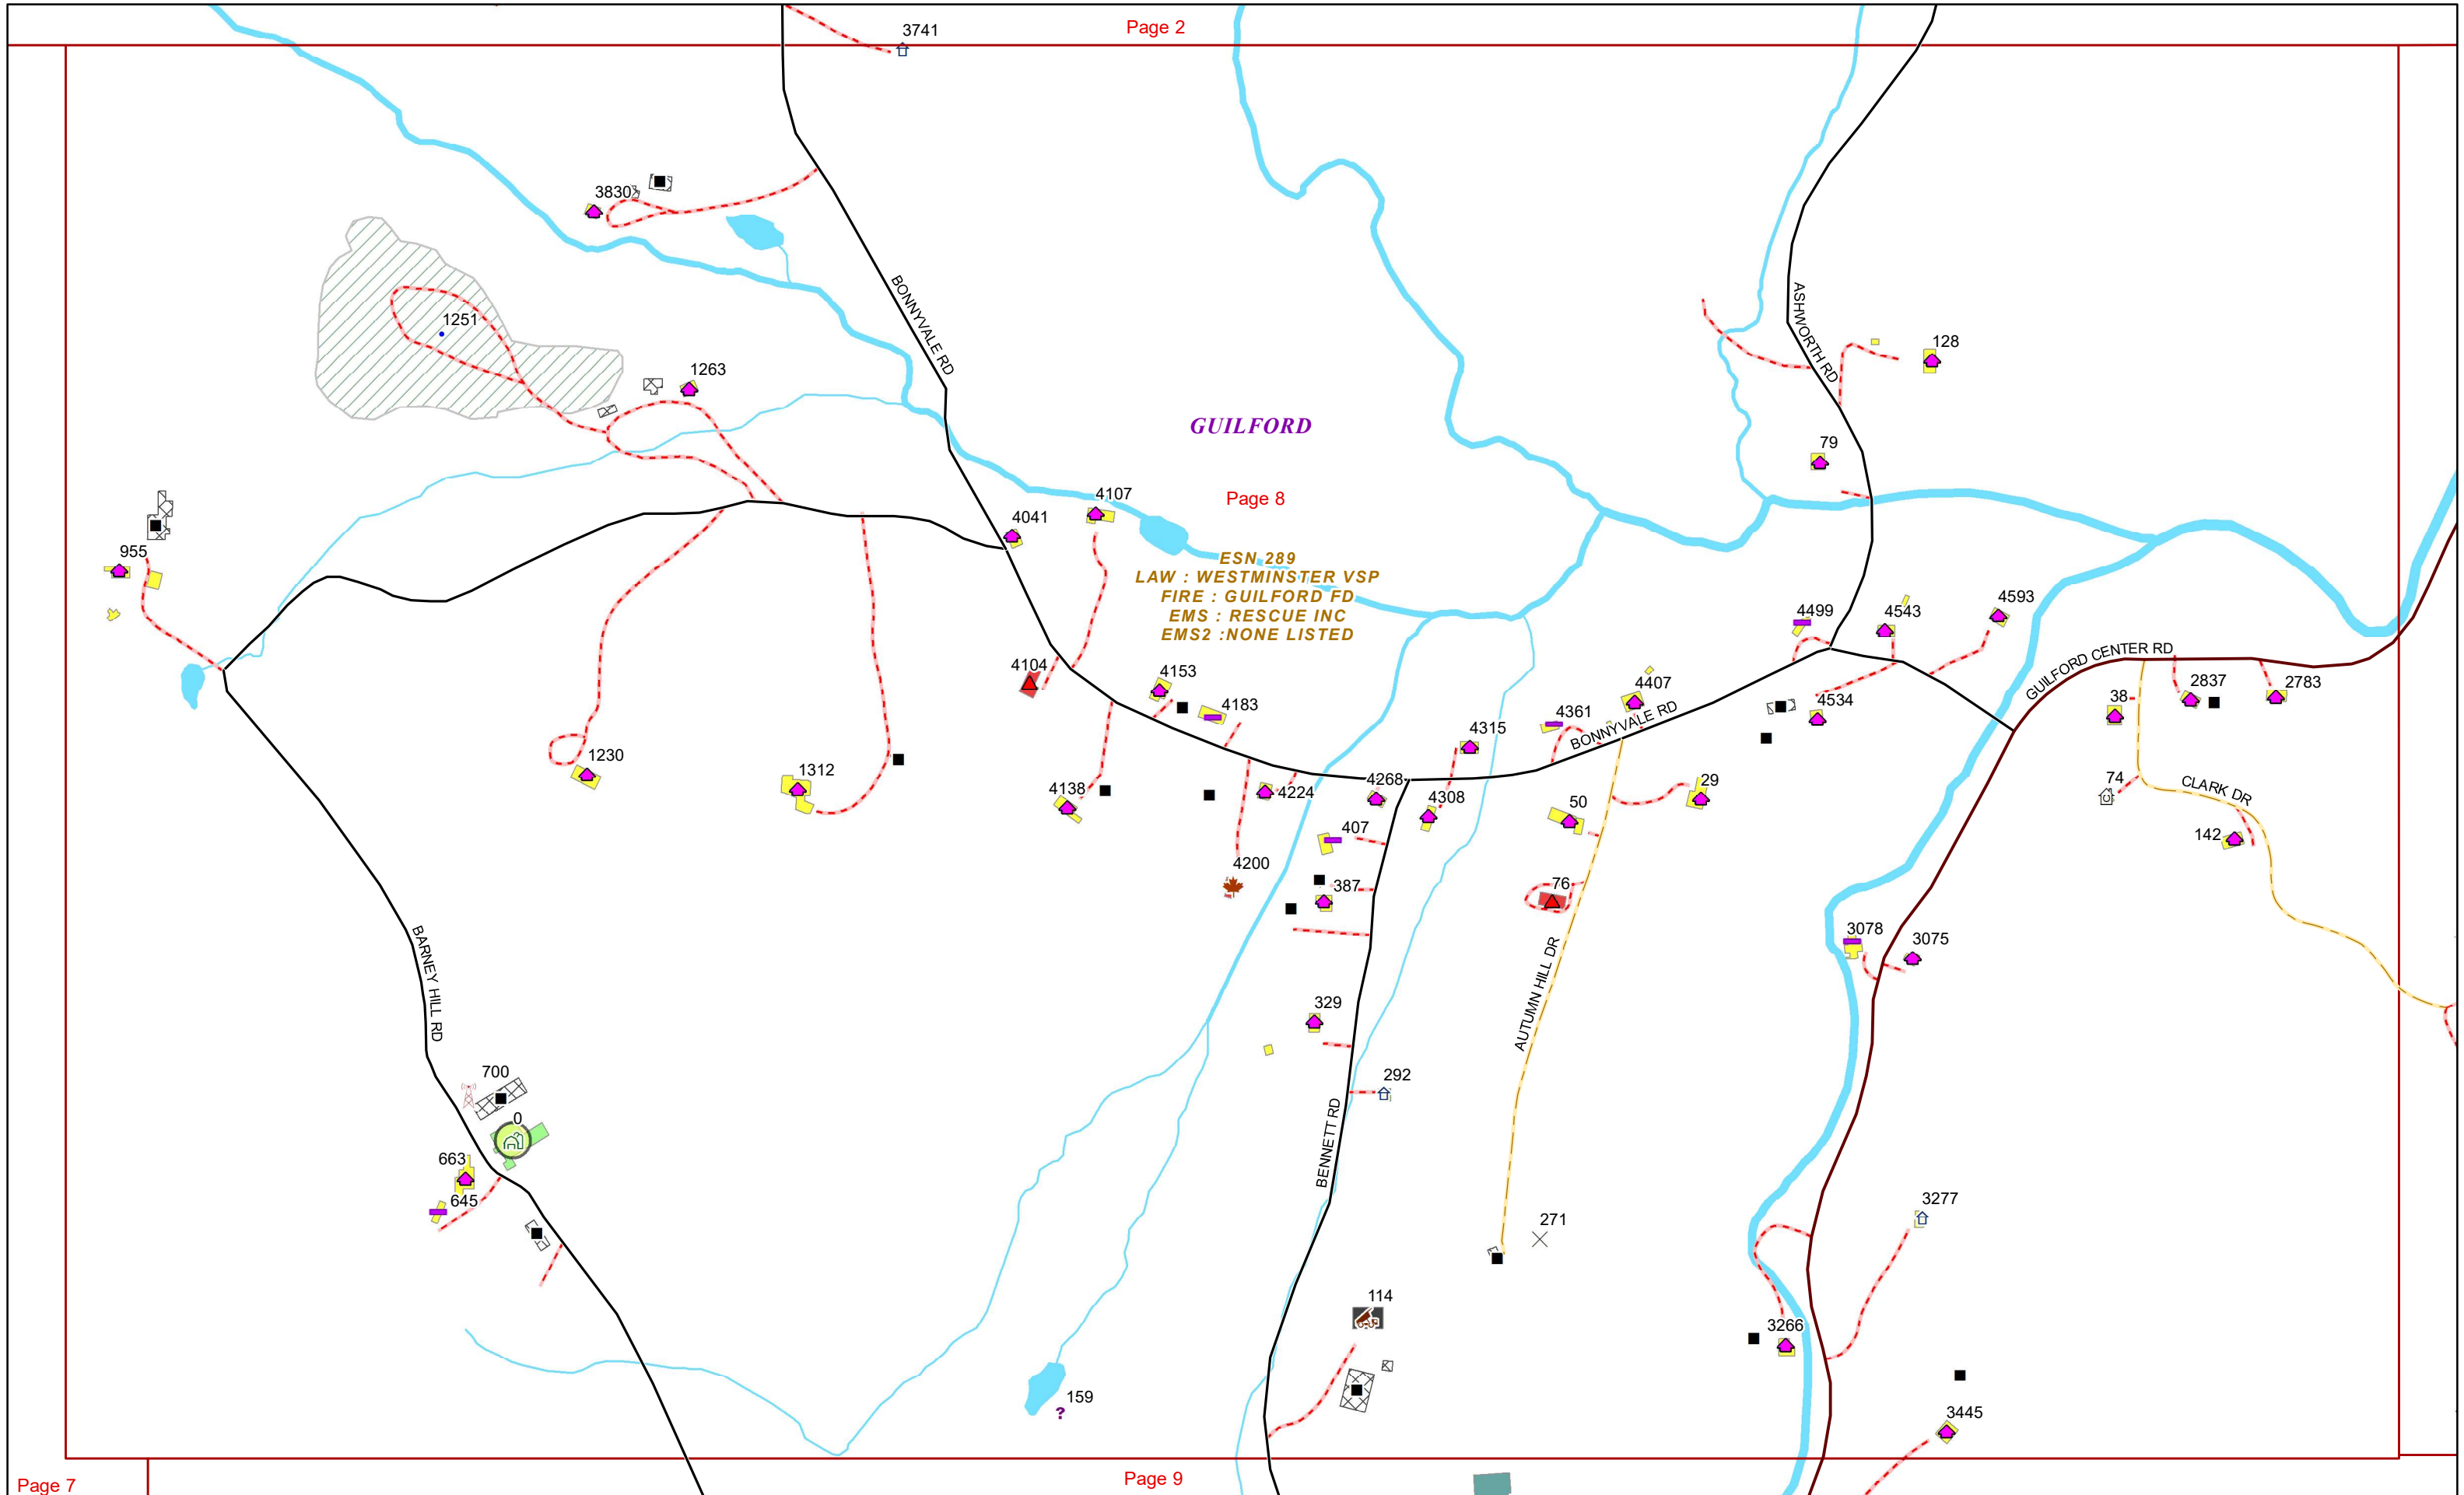 Page 2
3741
3830
1251
1263
BONNYVALE RD
ASHWORTH RD
128
GUILFORD
79
Page 8
4107
4041
955
ESN 289
LAW : WESTMINSTER VSP
FIRE : GUILFORD FD
EMS : RESCUE INC
EMS2 :NONE LISTED
4499
4543
4593
GUILFORD CENTER RD
4104
4153
4183
4407
4361
4315
BONNYVALE RD
4534
38
2837
2783
1230
1312
4138
4224
4268
4308
50
29
74
CLARK DR
142
407
4200
387
76
BARNEY HILL RD
AUTUMN HILL DR
3078
3075
329
292
700
0
663
645
BENNETT RD
271
3277
114
3266
159
3445
Page 7
Page 9